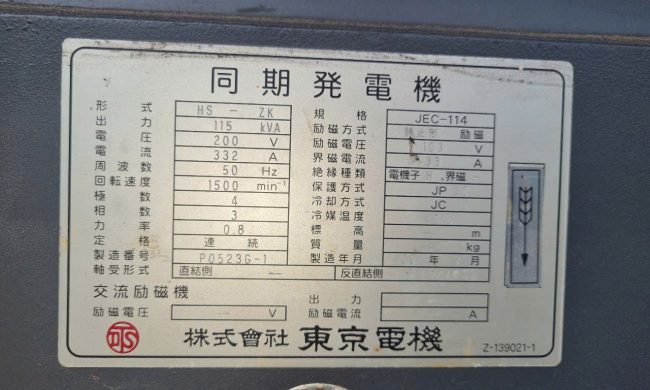 同期発電機
形式 HS - ZK
出力 115 kVA
電圧 200 V
電流 332 A
周波数 50 Hz
回転速度 1500 min⁻¹
極数 4
相数 3
力率 0.8
定格 連続
製造番号 P0523G-1
軸受形式 直結側 — 反直結側
規格 JEC-114
励磁方式 静止形 励磁
励磁電圧 V
界磁電流 A
絶縁種類 電機子 界磁
保護方式 JP
冷却方式 JC
冷媒温度
標高 m
質量 kg
製造年月 年 月
交流励磁機
励磁電圧 V
出力
励磁電流 A
株式會社 東京電機
Z-139021-1